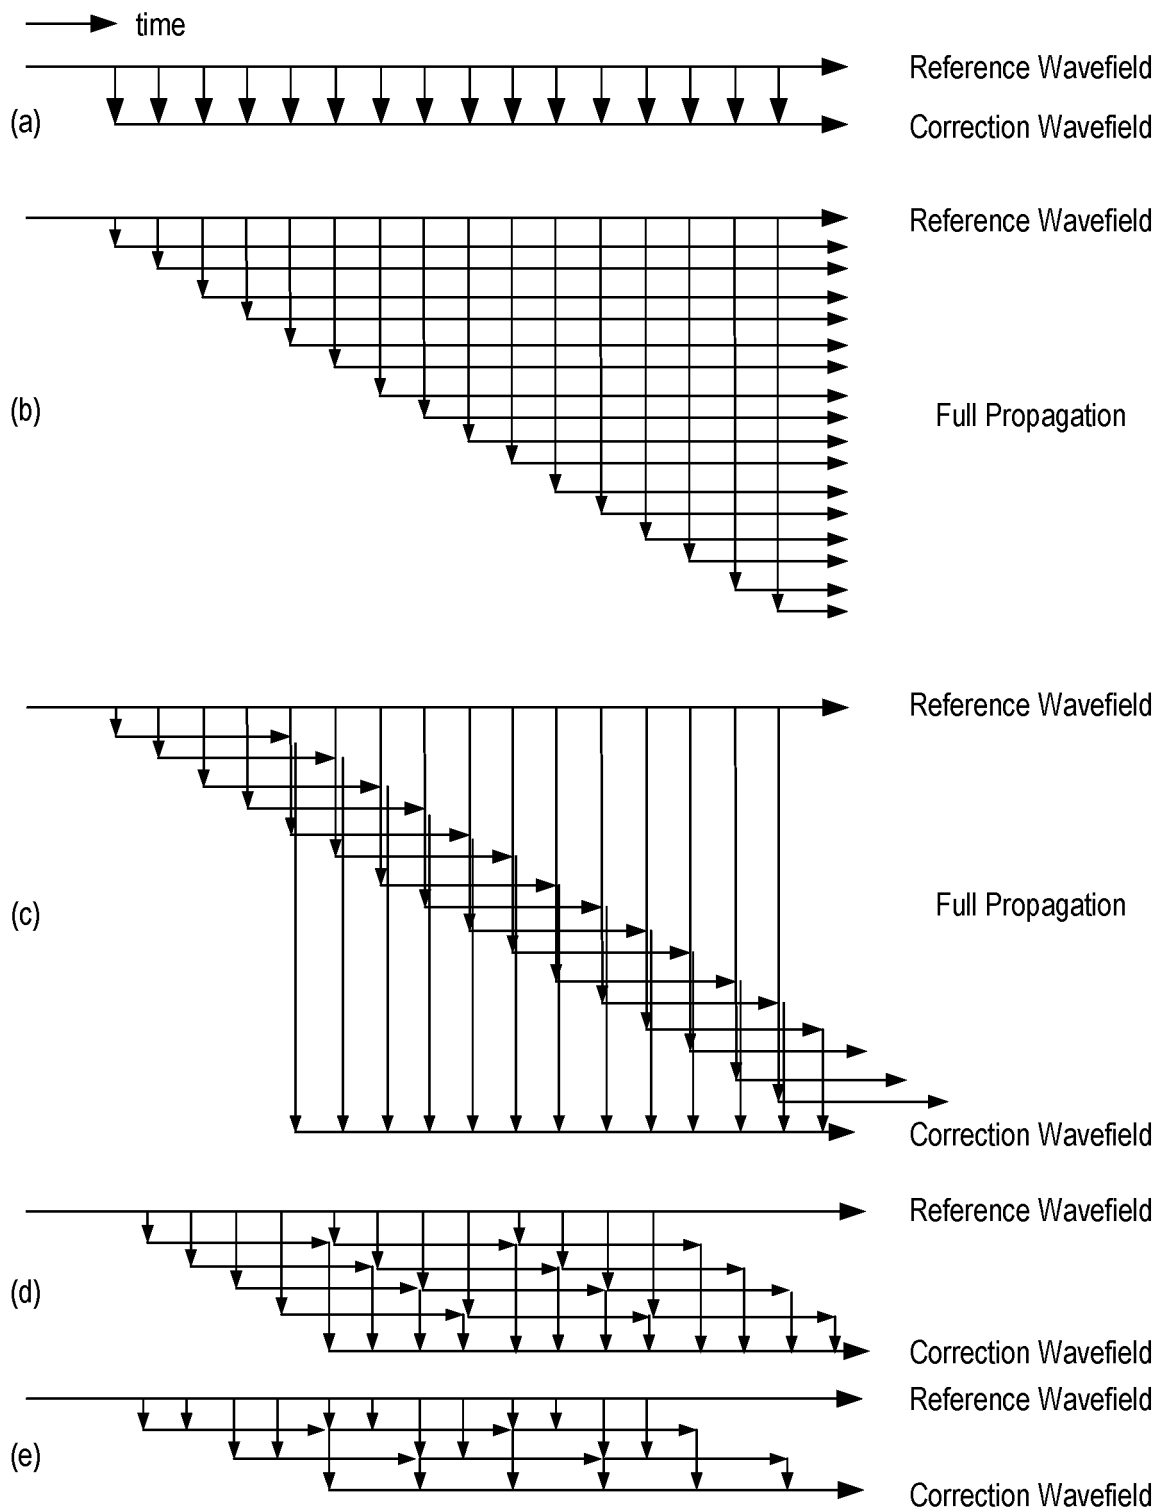 time
Reference Wavefield
(a)
Correction Wavefield
Reference Wavefield
(b)
Full Propagation
Reference Wavefield
(c)
Full Propagation
Correction Wavefield
Reference Wavefield
(d)
Correction Wavefield
Reference Wavefield
(e)
Correction Wavefield